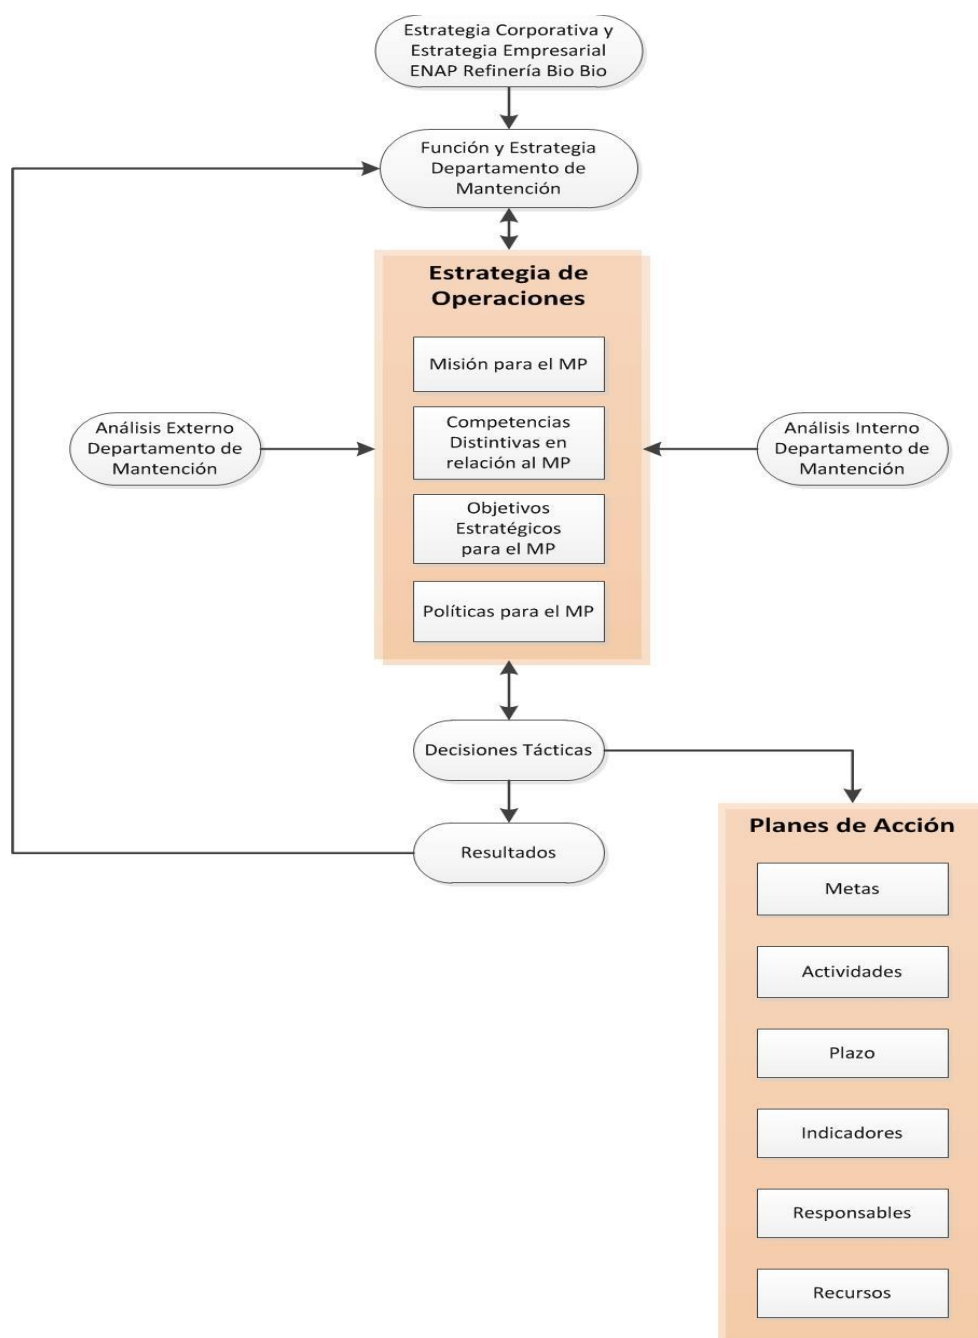 Estrategia Corporativa y
Estrategia Empresarial
ENAP Refinería Bio Bio
Función y Estrategia
Departamento de
Mantención
Estrategia de
Operaciones
Misión para el MP
Competencias
Distintivas en
relación al MP
Objetivos
Estratégicos
para el MP
Políticas para el MP
Análisis Externo
Departamento de
Mantención
Análisis Interno
Departamento de
Mantención
Decisiones Tácticas
Resultados
Planes de Acción
Metas
Actividades
Plazo
Indicadores
Responsables
Recursos